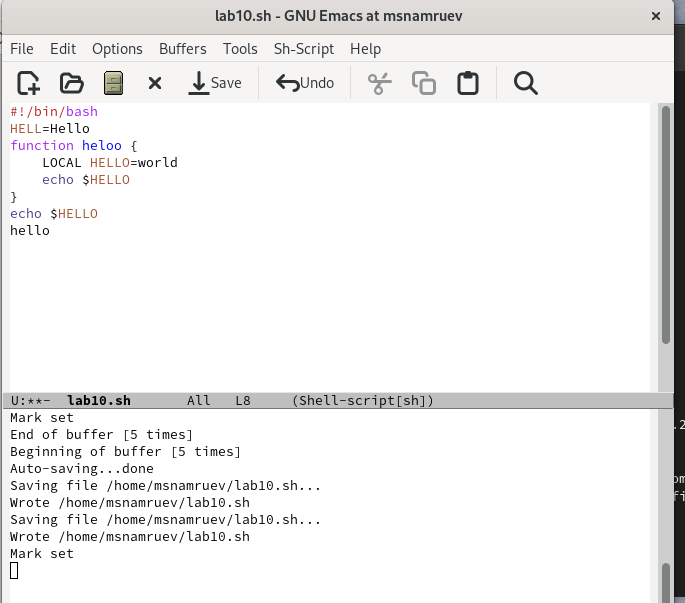 lab10.sh - GNU Emacs at msnamruev
File Edit Options Buffers Tools Sh-Script Help
Save Undo
#!/bin/bash
HELL=Hello
function heloo {
    LOCAL HELLO=world
    echo $HELLO
}
echo $HELLO
hello
U:**-  lab10.sh       All   L8     (Shell-script[sh])
Mark set
End of buffer [5 times]
Beginning of buffer [5 times]
Auto-saving...done
Saving file /home/msnamruev/lab10.sh...
Wrote /home/msnamruev/lab10.sh
Saving file /home/msnamruev/lab10.sh...
Wrote /home/msnamruev/lab10.sh
Mark set